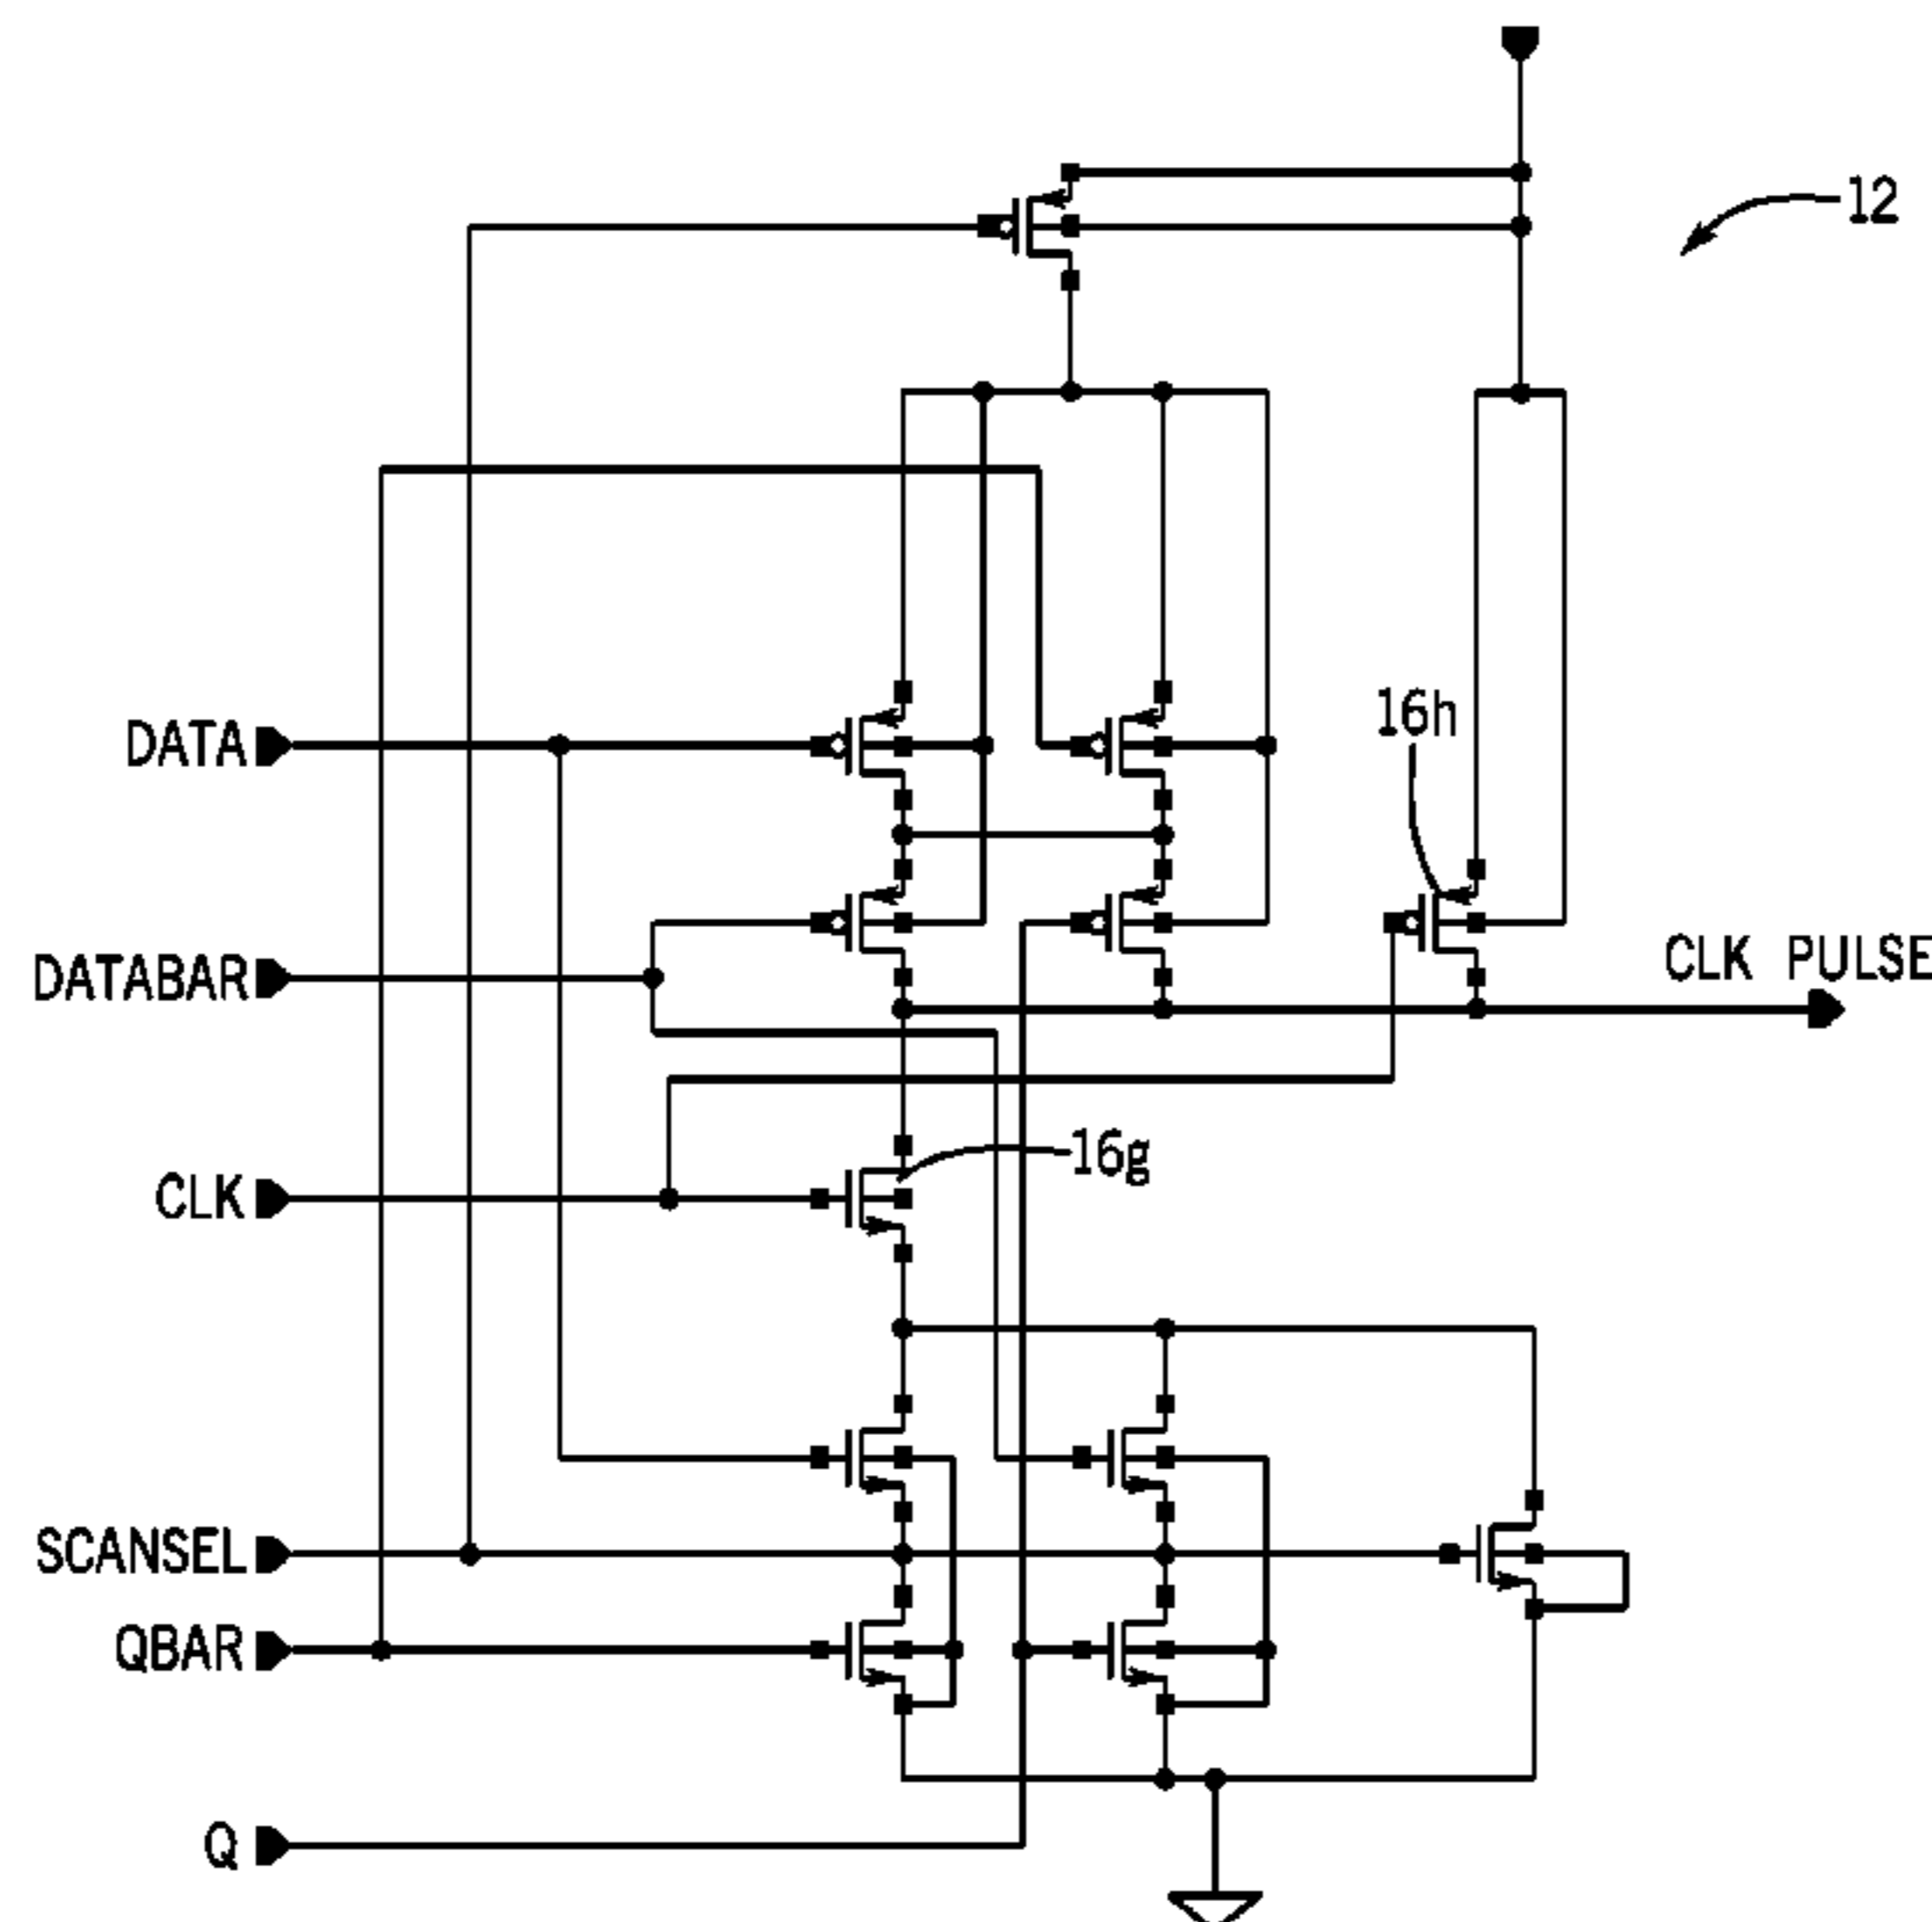 12
DATA
16h
DATABAR
CLK PULSE
16g
CLK
SCANSEL
QBAR
Q